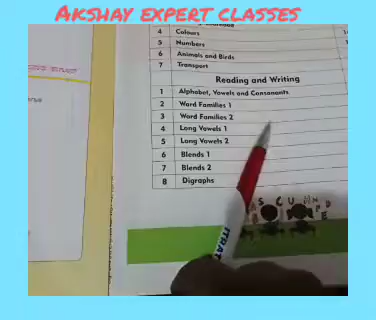 AKSHAY EXPERT CLASSES
4 Colours
5 Numbers
6 Animals and Birds
7 Transport
Reading and Writing
1 Alphabet, Vowels and Consonants
2 Word Families 1
3 Word Families 2
4 Long Vowels 1
5 Long Vowels 2
6 Blends 1
7 Blends 2
8 Digraphs